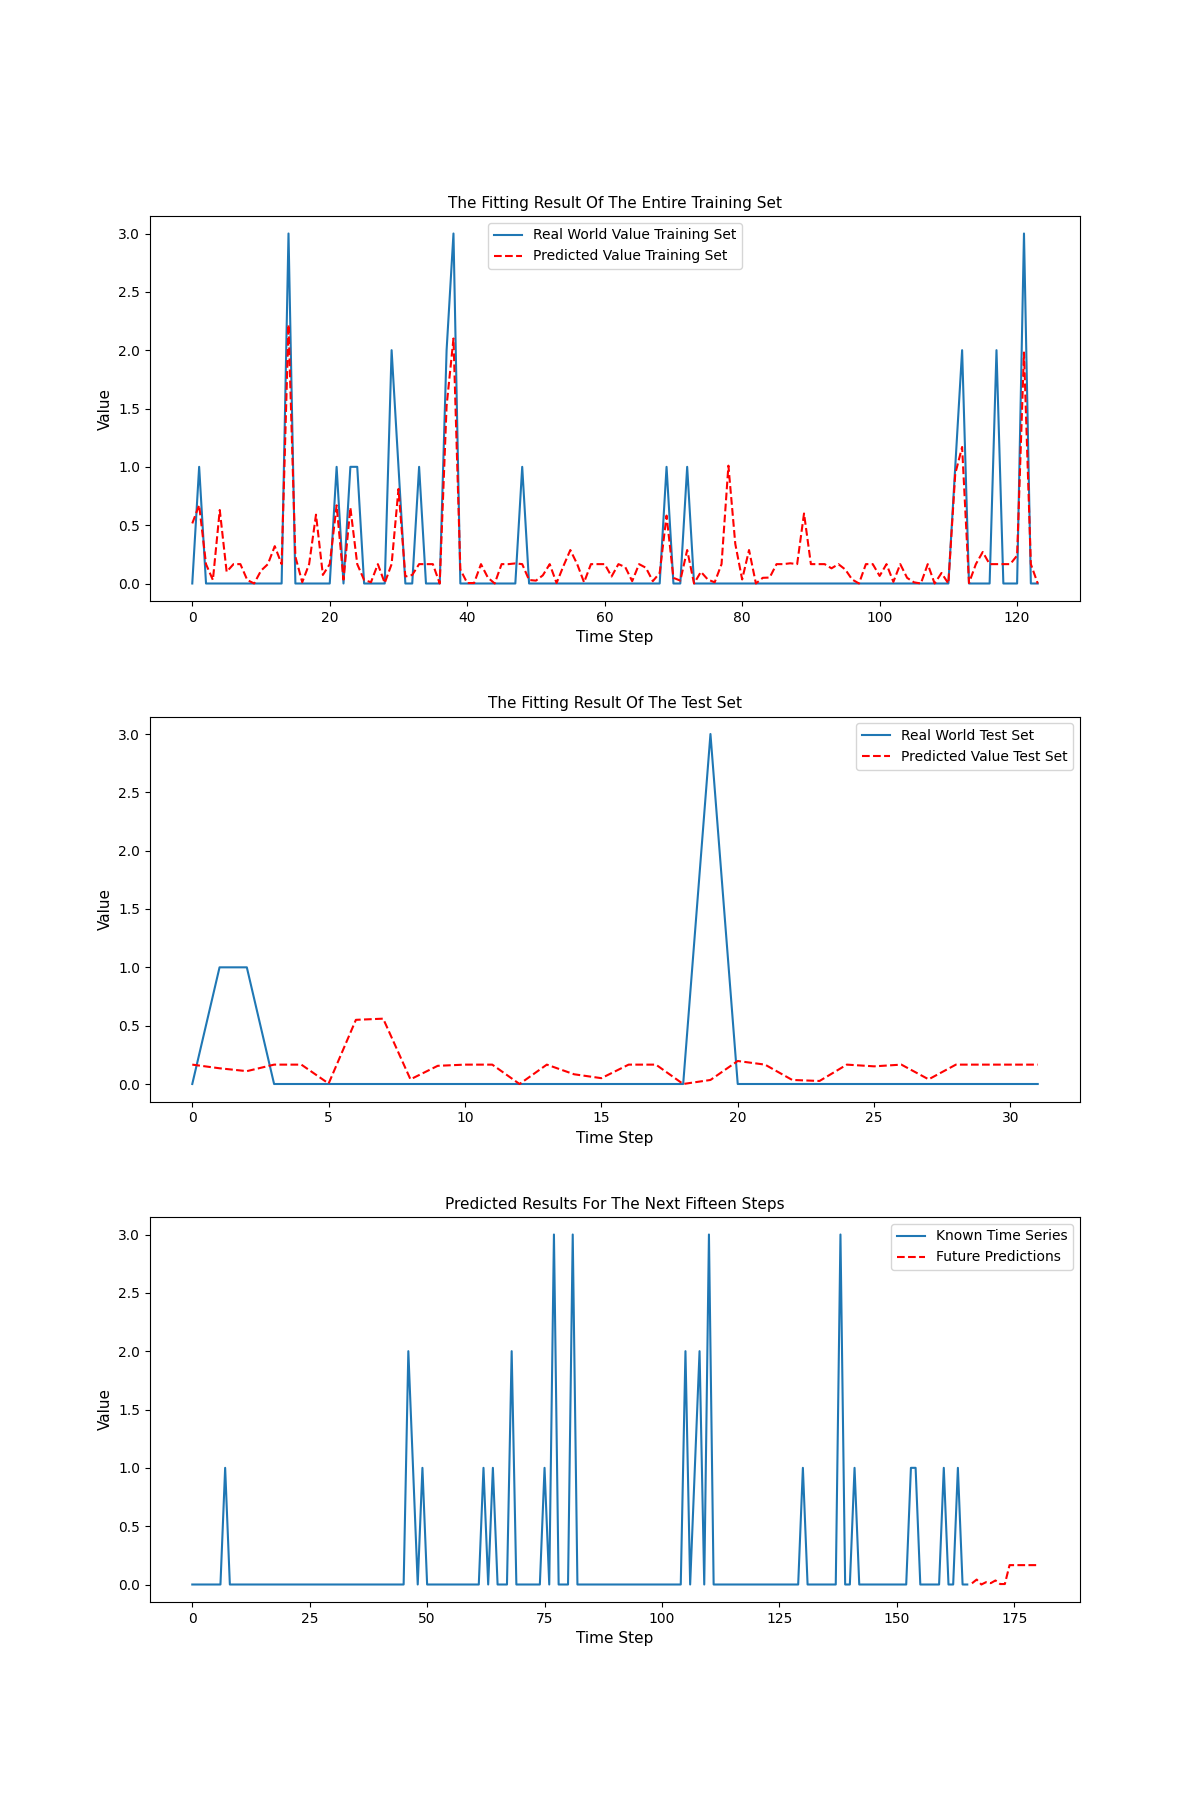 The Fitting Result Of The Entire Training Set
Real World Value Training Set
Predicted Value Training Set
3.0
2.5
2.0
1.5
1.0
0.5
0.0
Value
0 20 40 60 80 100 120
Time Step
The Fitting Result Of The Test Set
Real World Test Set
Predicted Value Test Set
3.0
2.5
2.0
1.5
1.0
0.5
0.0
Value
0 5 10 15 20 25 30
Time Step
Predicted Results For The Next Fifteen Steps
Known Time Series
Future Predictions
3.0
2.5
2.0
1.5
1.0
0.5
0.0
Value
0 25 50 75 100 125 150 175
Time Step